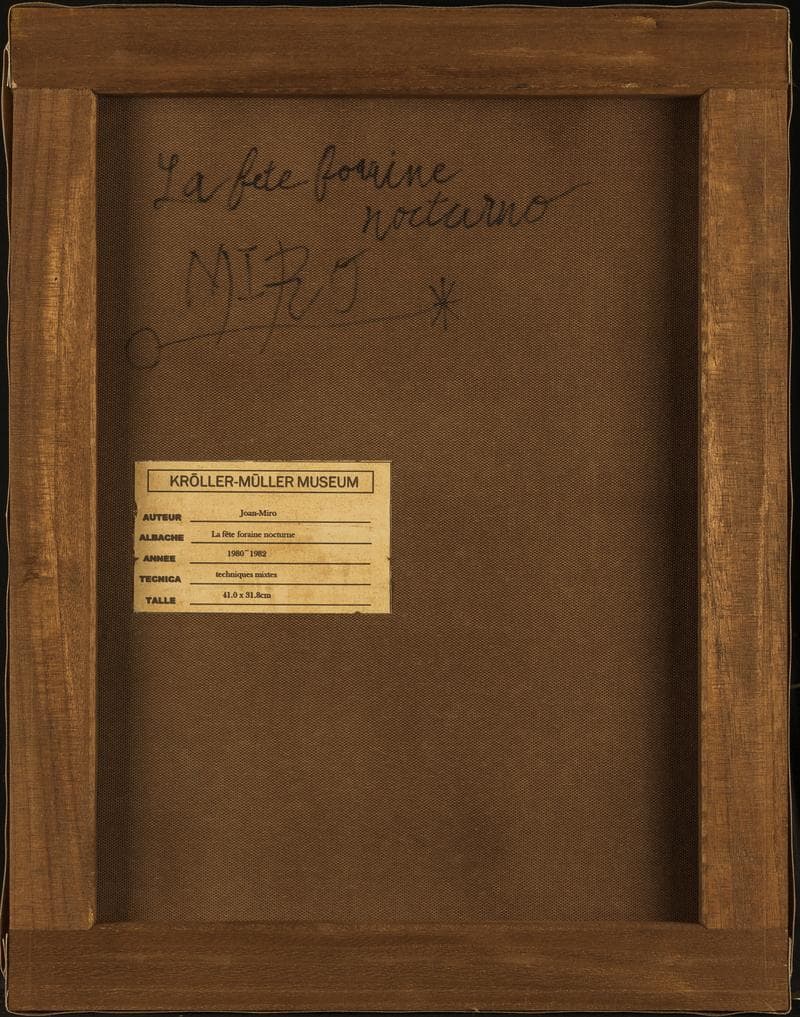 La fete foraine
nocturno
MIRO
KRÖLLER-MÜLLER MUSEUM
AUTEUR Joan-Miro
ALBACHE La fête foraine nocturne
ANNÉE 1980~1982
TECNICA techniques mixtes
TALLE 41.0 x 31.8cm